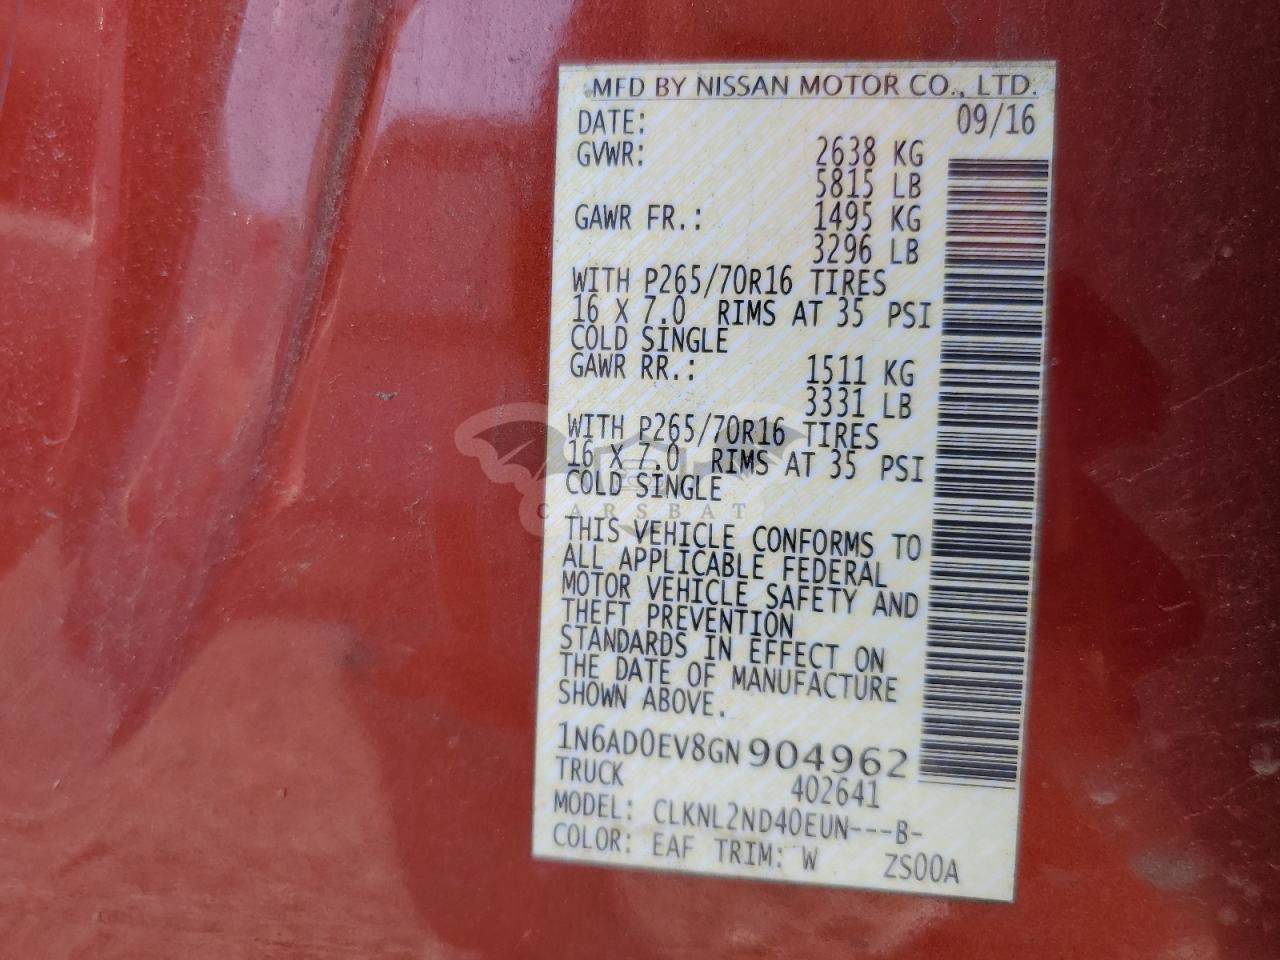 MFD BY NISSAN MOTOR CO., LTD.
DATE: 09/16
GVWR: 2638 KG
5815 LB
GAWR FR.: 1495 KG
3296 LB
WITH P265/70R16 TIRES
16 X 7.0 RIMS AT 35 PSI
COLD SINGLE
GAWR RR.: 1511 KG
3331 LB
WITH P265/70R16 TIRES
16 X 7.0 RIMS AT 35 PSI
COLD SINGLE
CARSBAT
THIS VEHICLE CONFORMS TO
ALL APPLICABLE FEDERAL
MOTOR VEHICLE SAFETY AND
THEFT PREVENTION
STANDARDS IN EFFECT ON
THE DATE OF MANUFACTURE
SHOWN ABOVE.
1N6AD0EV8GN904962
TRUCK 402641
MODEL: CLKNL2ND40EUN---B-
COLOR: EAF TRIM: W ZS00A